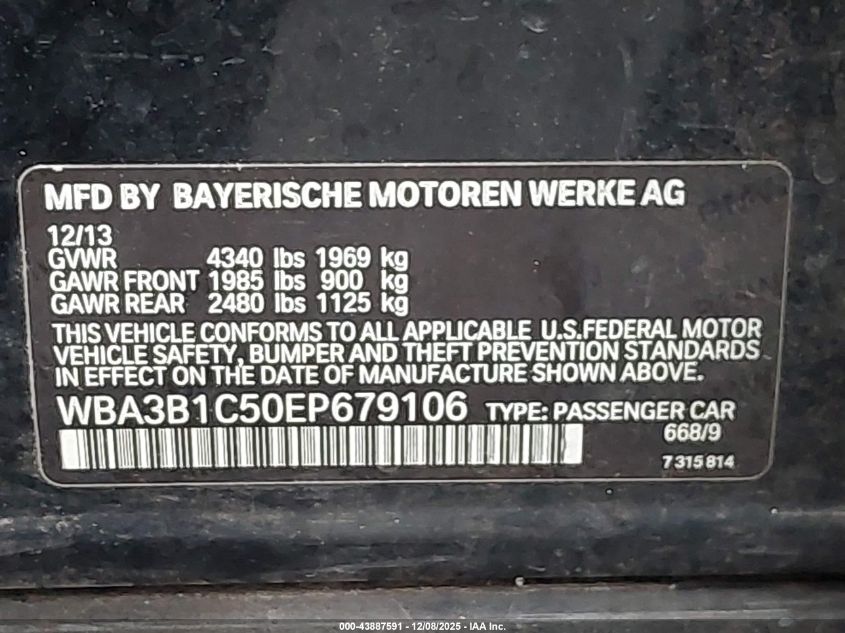 MFD BY BAYERISCHE MOTOREN WERKE AG
12/13
GVWR 4340 lbs 1969 kg
GAWR FRONT 1985 lbs 900 kg
GAWR REAR 2480 lbs 1125 kg
THIS VEHICLE CONFORMS TO ALL APPLICABLE U.S.FEDERAL MOTOR
VEHICLE SAFETY, BUMPER AND THEFT PREVENTION STANDARDS
IN EFFECT ON THE DATE OF MANUFACTURE SHOWN ABOVE.
WBA3B1C50EP679106 TYPE: PASSENGER CAR
668/9
7 315 814
000-43887591 - 12/08/2025 - IAA Inc.